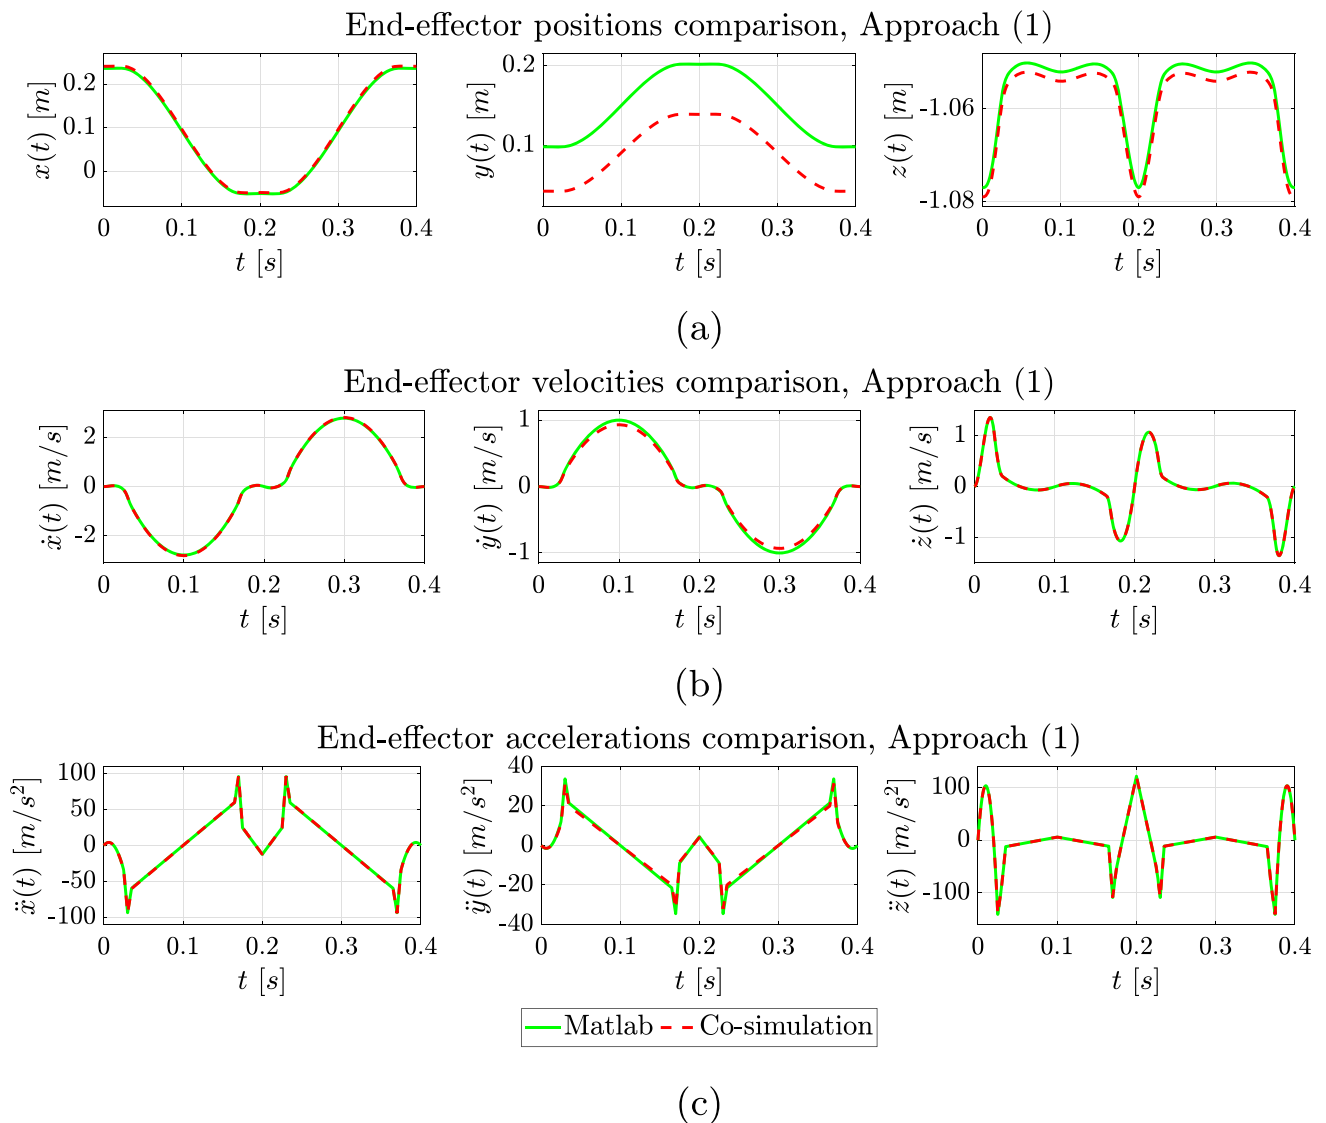 End-effector positions comparison, Approach (1)
x(t) [m]
0.2
0.1
0
0 0.1 0.2 0.3 0.4
t [s]
y(t) [m]
0.2
0.1
0 0.1 0.2 0.3 0.4
t [s]
z(t) [m]
-1.06
-1.08
0 0.1 0.2 0.3 0.4
t [s]
(a)
End-effector velocities comparison, Approach (1)
ẋ(t) [m/s]
2
0
-2
0 0.1 0.2 0.3 0.4
t [s]
ẏ(t) [m/s]
1
0
-1
0 0.1 0.2 0.3 0.4
t [s]
ż(t) [m/s]
1
0
-1
0 0.1 0.2 0.3 0.4
t [s]
(b)
End-effector accelerations comparison, Approach (1)
ẍ(t) [m/s²]
100
50
0
-50
-100
0 0.1 0.2 0.3 0.4
t [s]
ÿ(t) [m/s²]
40
20
0
-20
-40
0 0.1 0.2 0.3 0.4
t [s]
z̈(t) [m/s²]
100
0
-100
0 0.1 0.2 0.3 0.4
t [s]
Matlab Co-simulation
(c)